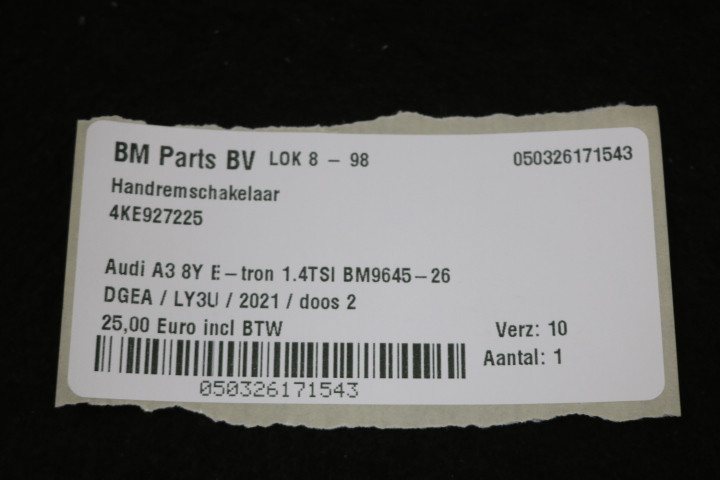 BM Parts BV LOK 8 – 98 050326171543
Handremschakelaar
4KE927225
Audi A3 8Y E–tron 1.4TSI BM9645–26
DGEA / LY3U / 2021 / doos 2
25,00 Euro incl BTW Verz: 10
Aantal: 1
050326171543